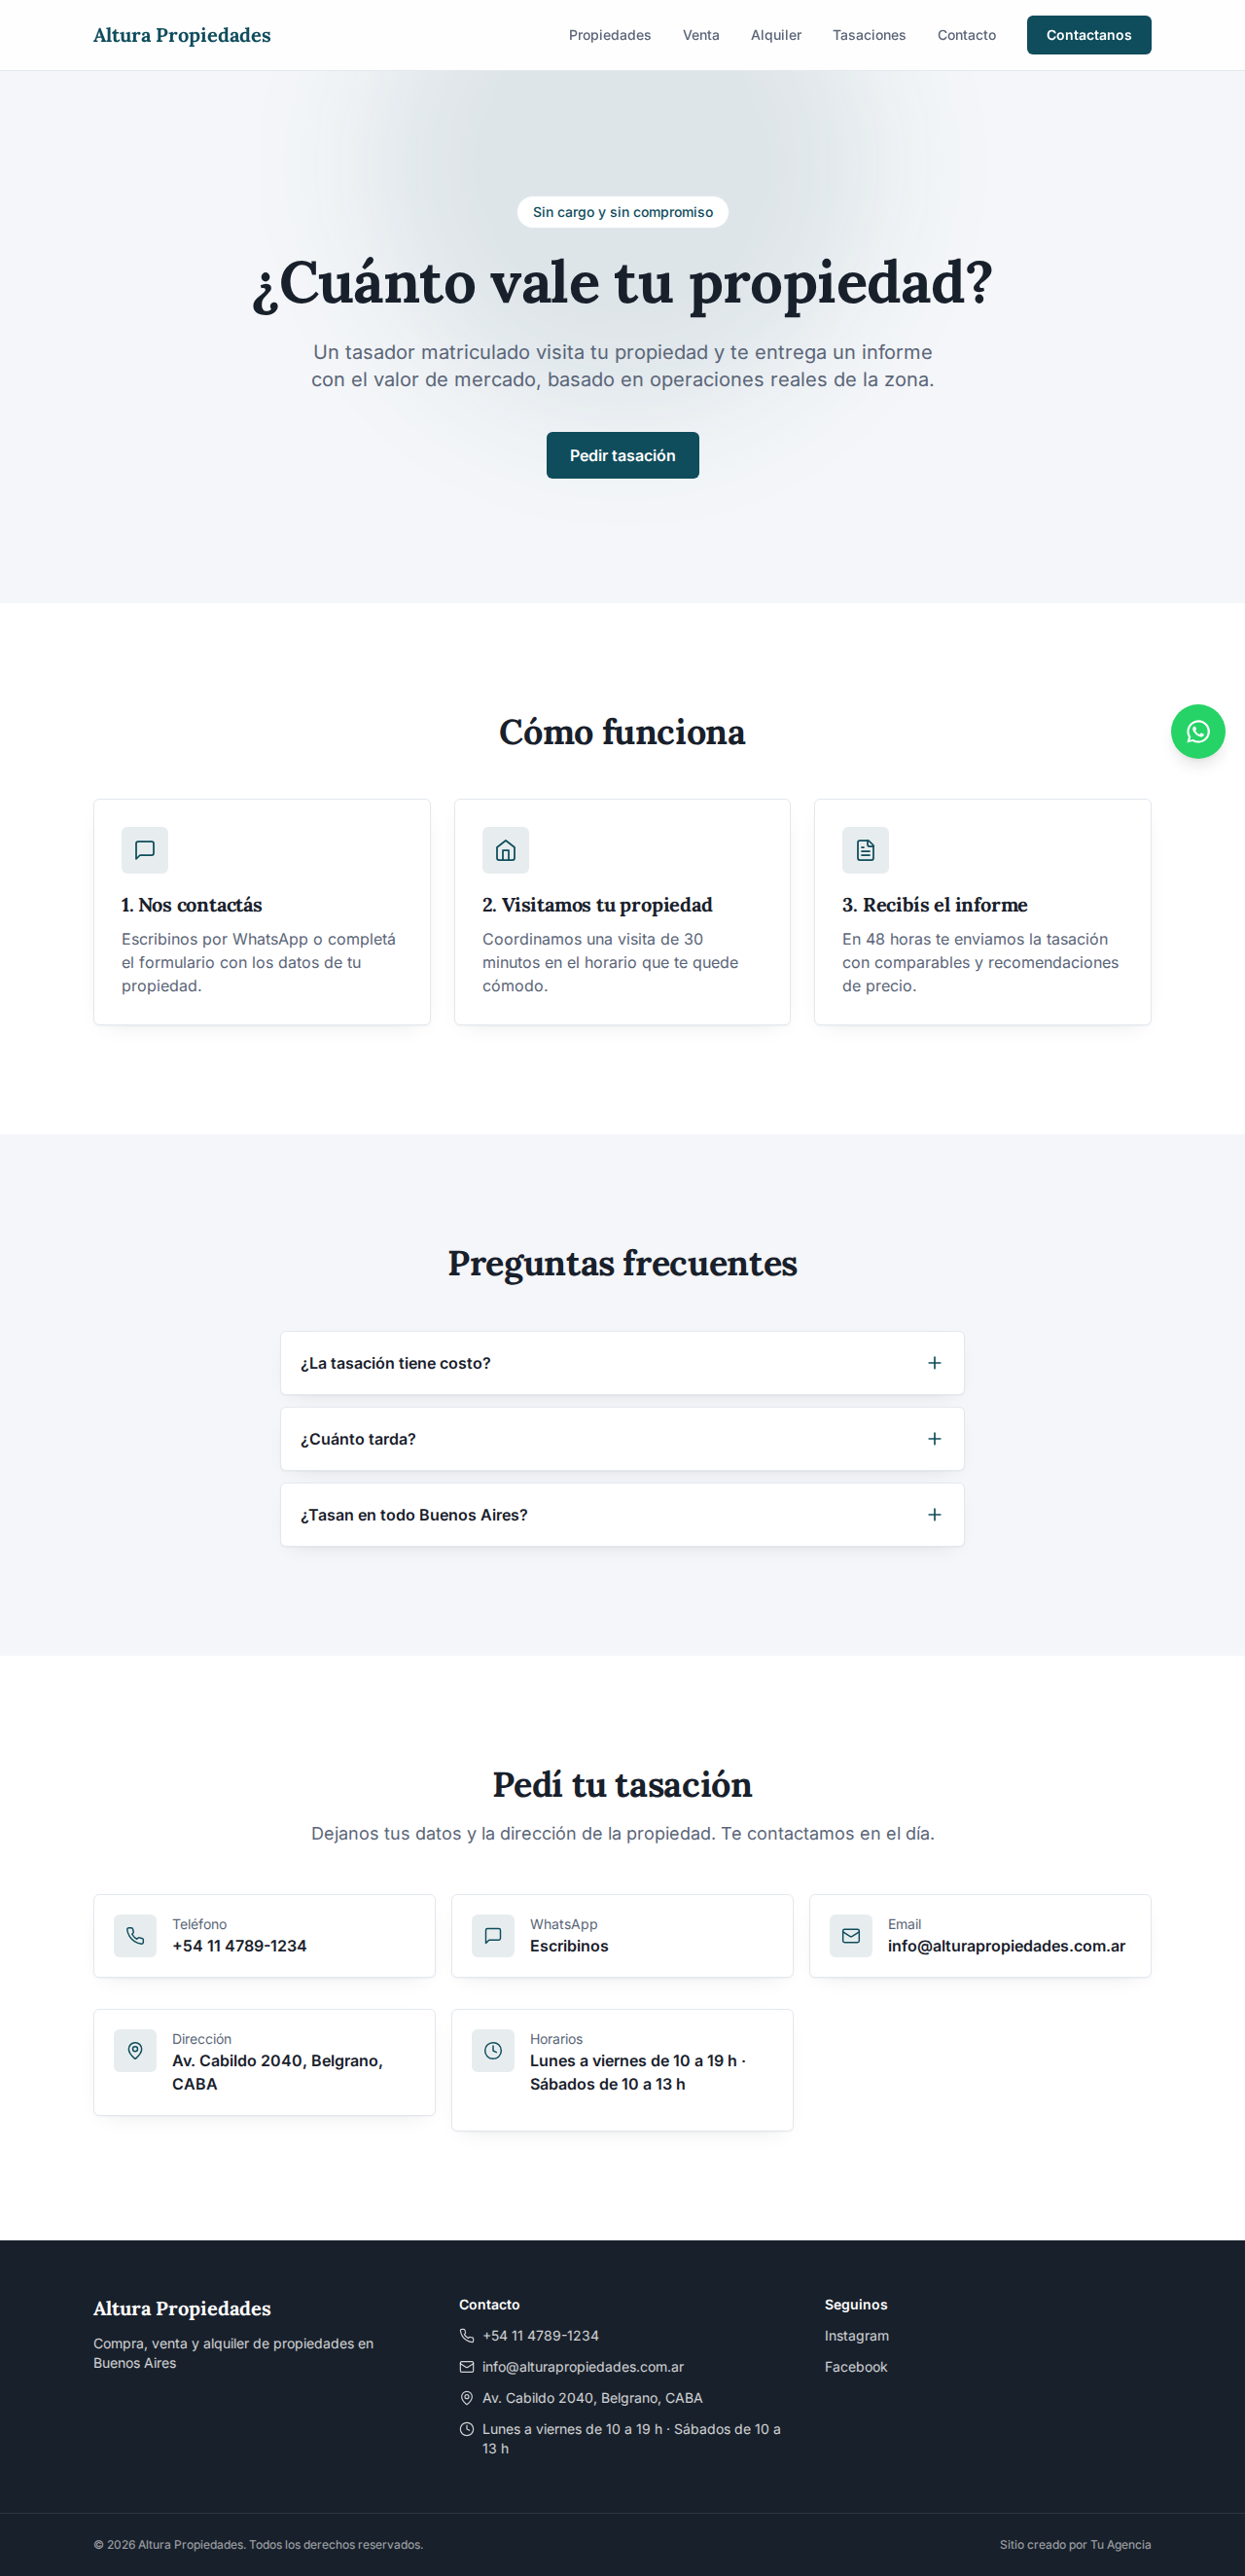 Altura Propiedades
Propiedades
Venta
Alquiler
Tasaciones
Contacto
Contactanos
Sin cargo y sin compromiso
¿Cuánto vale tu propiedad?
Un tasador matriculado visita tu propiedad y te entrega un informe
con el valor de mercado, basado en operaciones reales de la zona.
Pedir tasación
Cómo funciona
1. Nos contactás
Escribinos por WhatsApp o completá
el formulario con los datos de tu
propiedad.
2. Visitamos tu propiedad
Coordinamos una visita de 30
minutos en el horario que te quede
cómodo.
3. Recibís el informe
En 48 horas te enviamos la tasación
con comparables y recomendaciones
de precio.
Preguntas frecuentes
¿La tasación tiene costo?
¿Cuánto tarda?
¿Tasan en todo Buenos Aires?
Pedí tu tasación
Dejanos tus datos y la dirección de la propiedad. Te contactamos en el día.
Teléfono
+54 11 4789-1234
WhatsApp
Escribinos
Email
info@alturapropiedades.com.ar
Dirección
Av. Cabildo 2040, Belgrano,
CABA
Horarios
Lunes a viernes de 10 a 19 h ·
Sábados de 10 a 13 h
Altura Propiedades
Compra, venta y alquiler de propiedades en
Buenos Aires
Contacto
+54 11 4789-1234
info@alturapropiedades.com.ar
Av. Cabildo 2040, Belgrano, CABA
Lunes a viernes de 10 a 19 h · Sábados de 10 a
13 h
Seguinos
Instagram
Facebook
© 2026 Altura Propiedades. Todos los derechos reservados.
Sitio creado por Tu Agencia